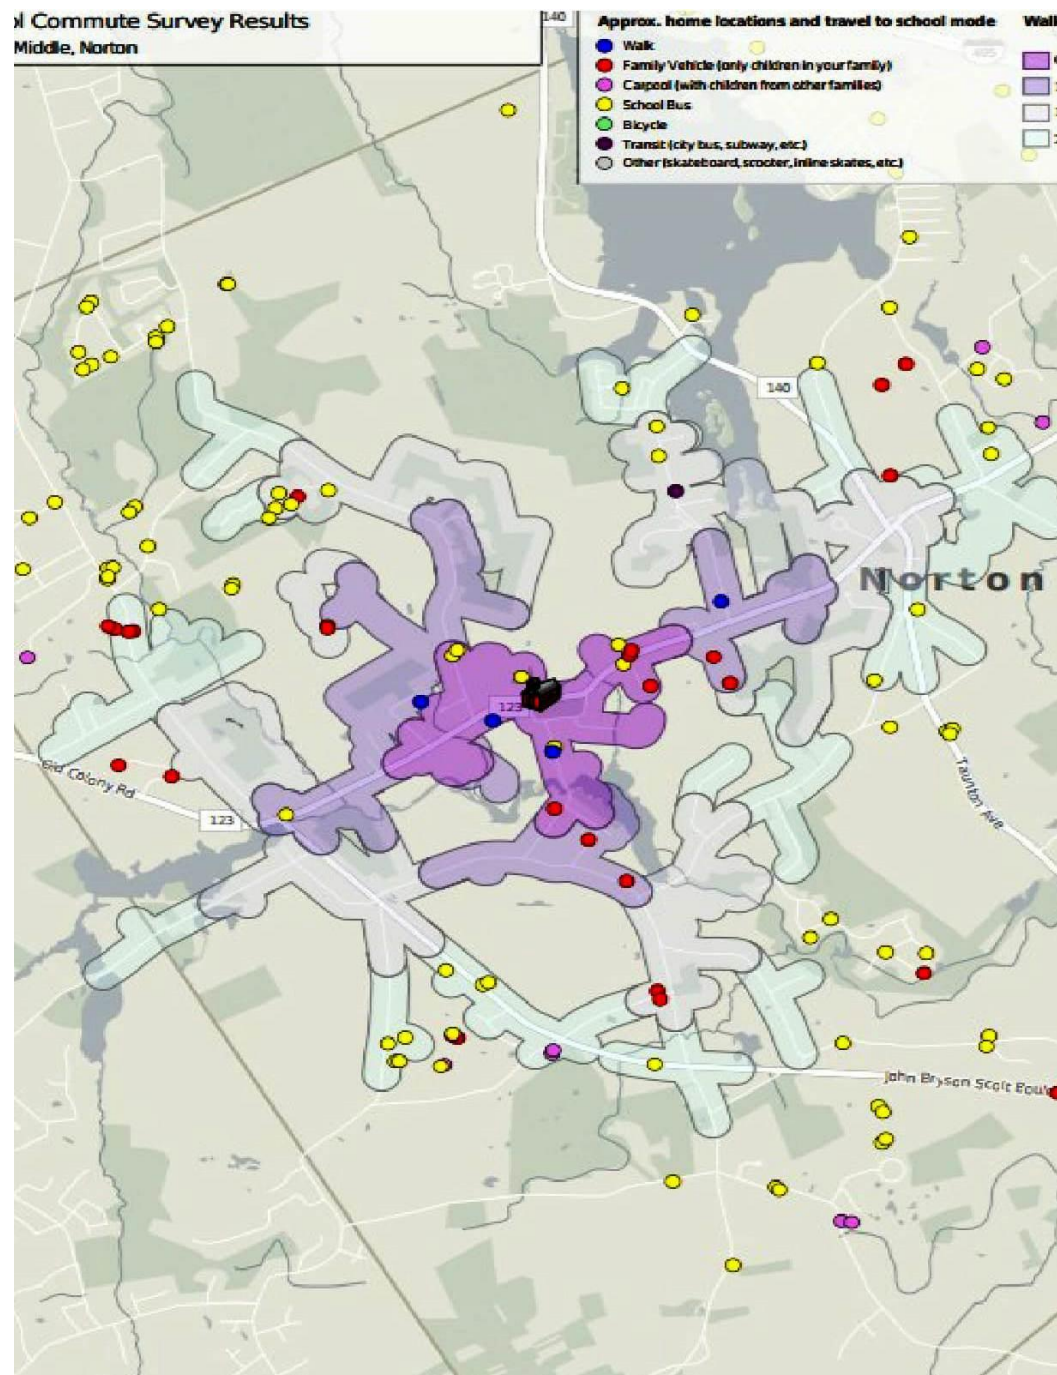 l Commute Survey Results
Middle, Norton
140
Approx. home locations and travel to school mode
Walk
Family Vehicle (only children in your family)
Carpool (with children from other families)
School Bus
Bicycle
Transit (city bus, subway, etc.)
Other (skateboard, scooter, inline skates, etc.)
Wal
495
140
Norton
123
Old Colony Rd
123
Taunton Ave
John Bryson Scolt Boul